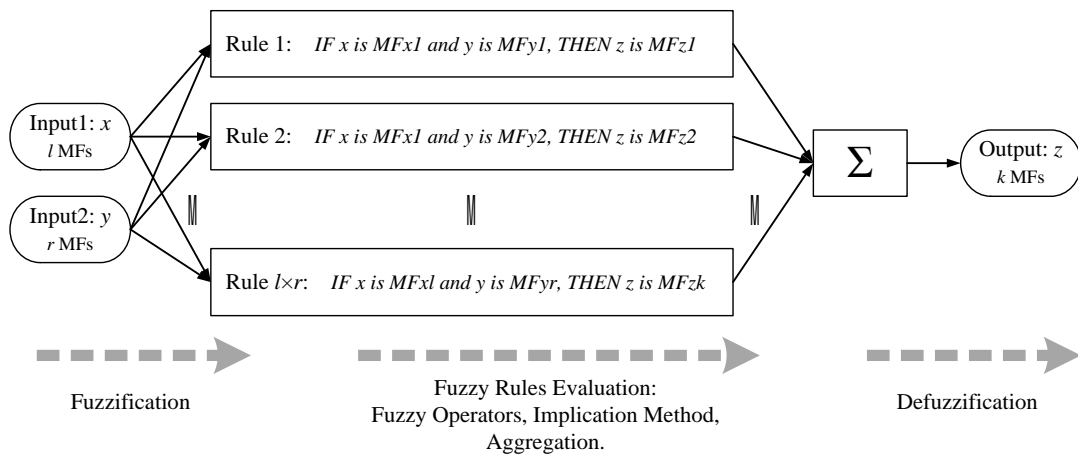 Rule 1: IF x is MFx1 and y is MFy1, THEN z is MFz1
Input1: x
l MFs
Rule 2: IF x is MFx1 and y is MFy2, THEN z is MFz2
Σ
Output: z
k MFs
Input2: y
r MFs
M M M
Rule l×r: IF x is MFxl and y is MFyr, THEN z is MFzk
Fuzzification
Fuzzy Rules Evaluation:
Fuzzy Operators, Implication Method,
Aggregation.
Defuzzification